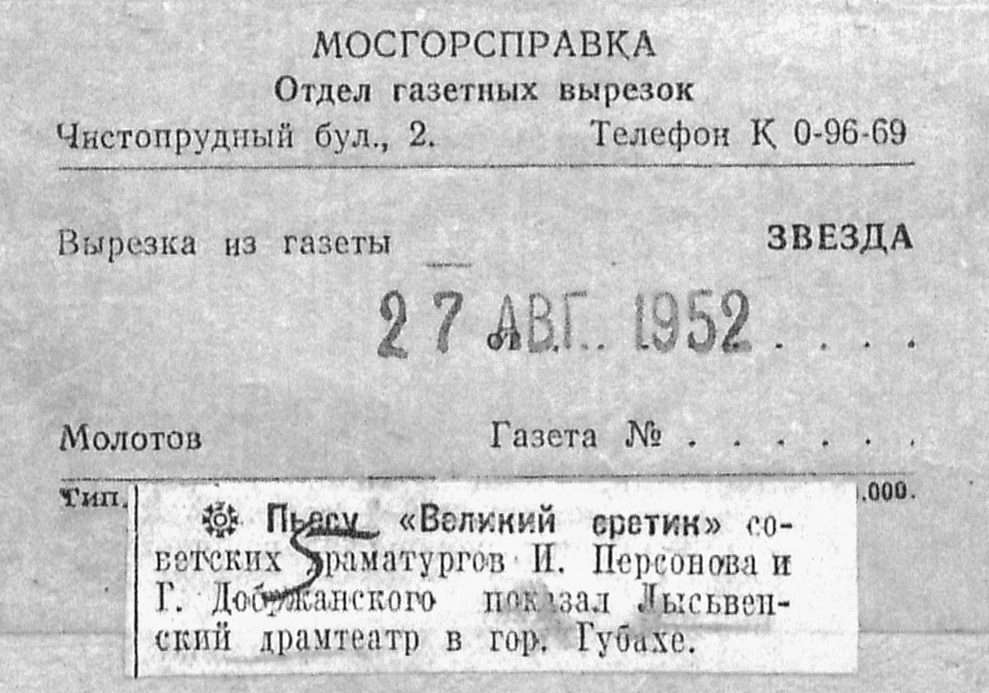 МОСГОРСПРАВКА
Отдел газетных вырезок
Чистопрудный бул., 2. Телефон К 0-96-69
Вырезка из газеты ЗВЕЗДА
27 АВГ. 1952 . . . .
Молотов Газета № . . . . . .
Тип. .000.
Пьесу «Великий еретик» со-
ветских драматургов И. Персонова и
Г. Добржанского показал Лысьвен-
ский драмтеатр в гор. Губахе.